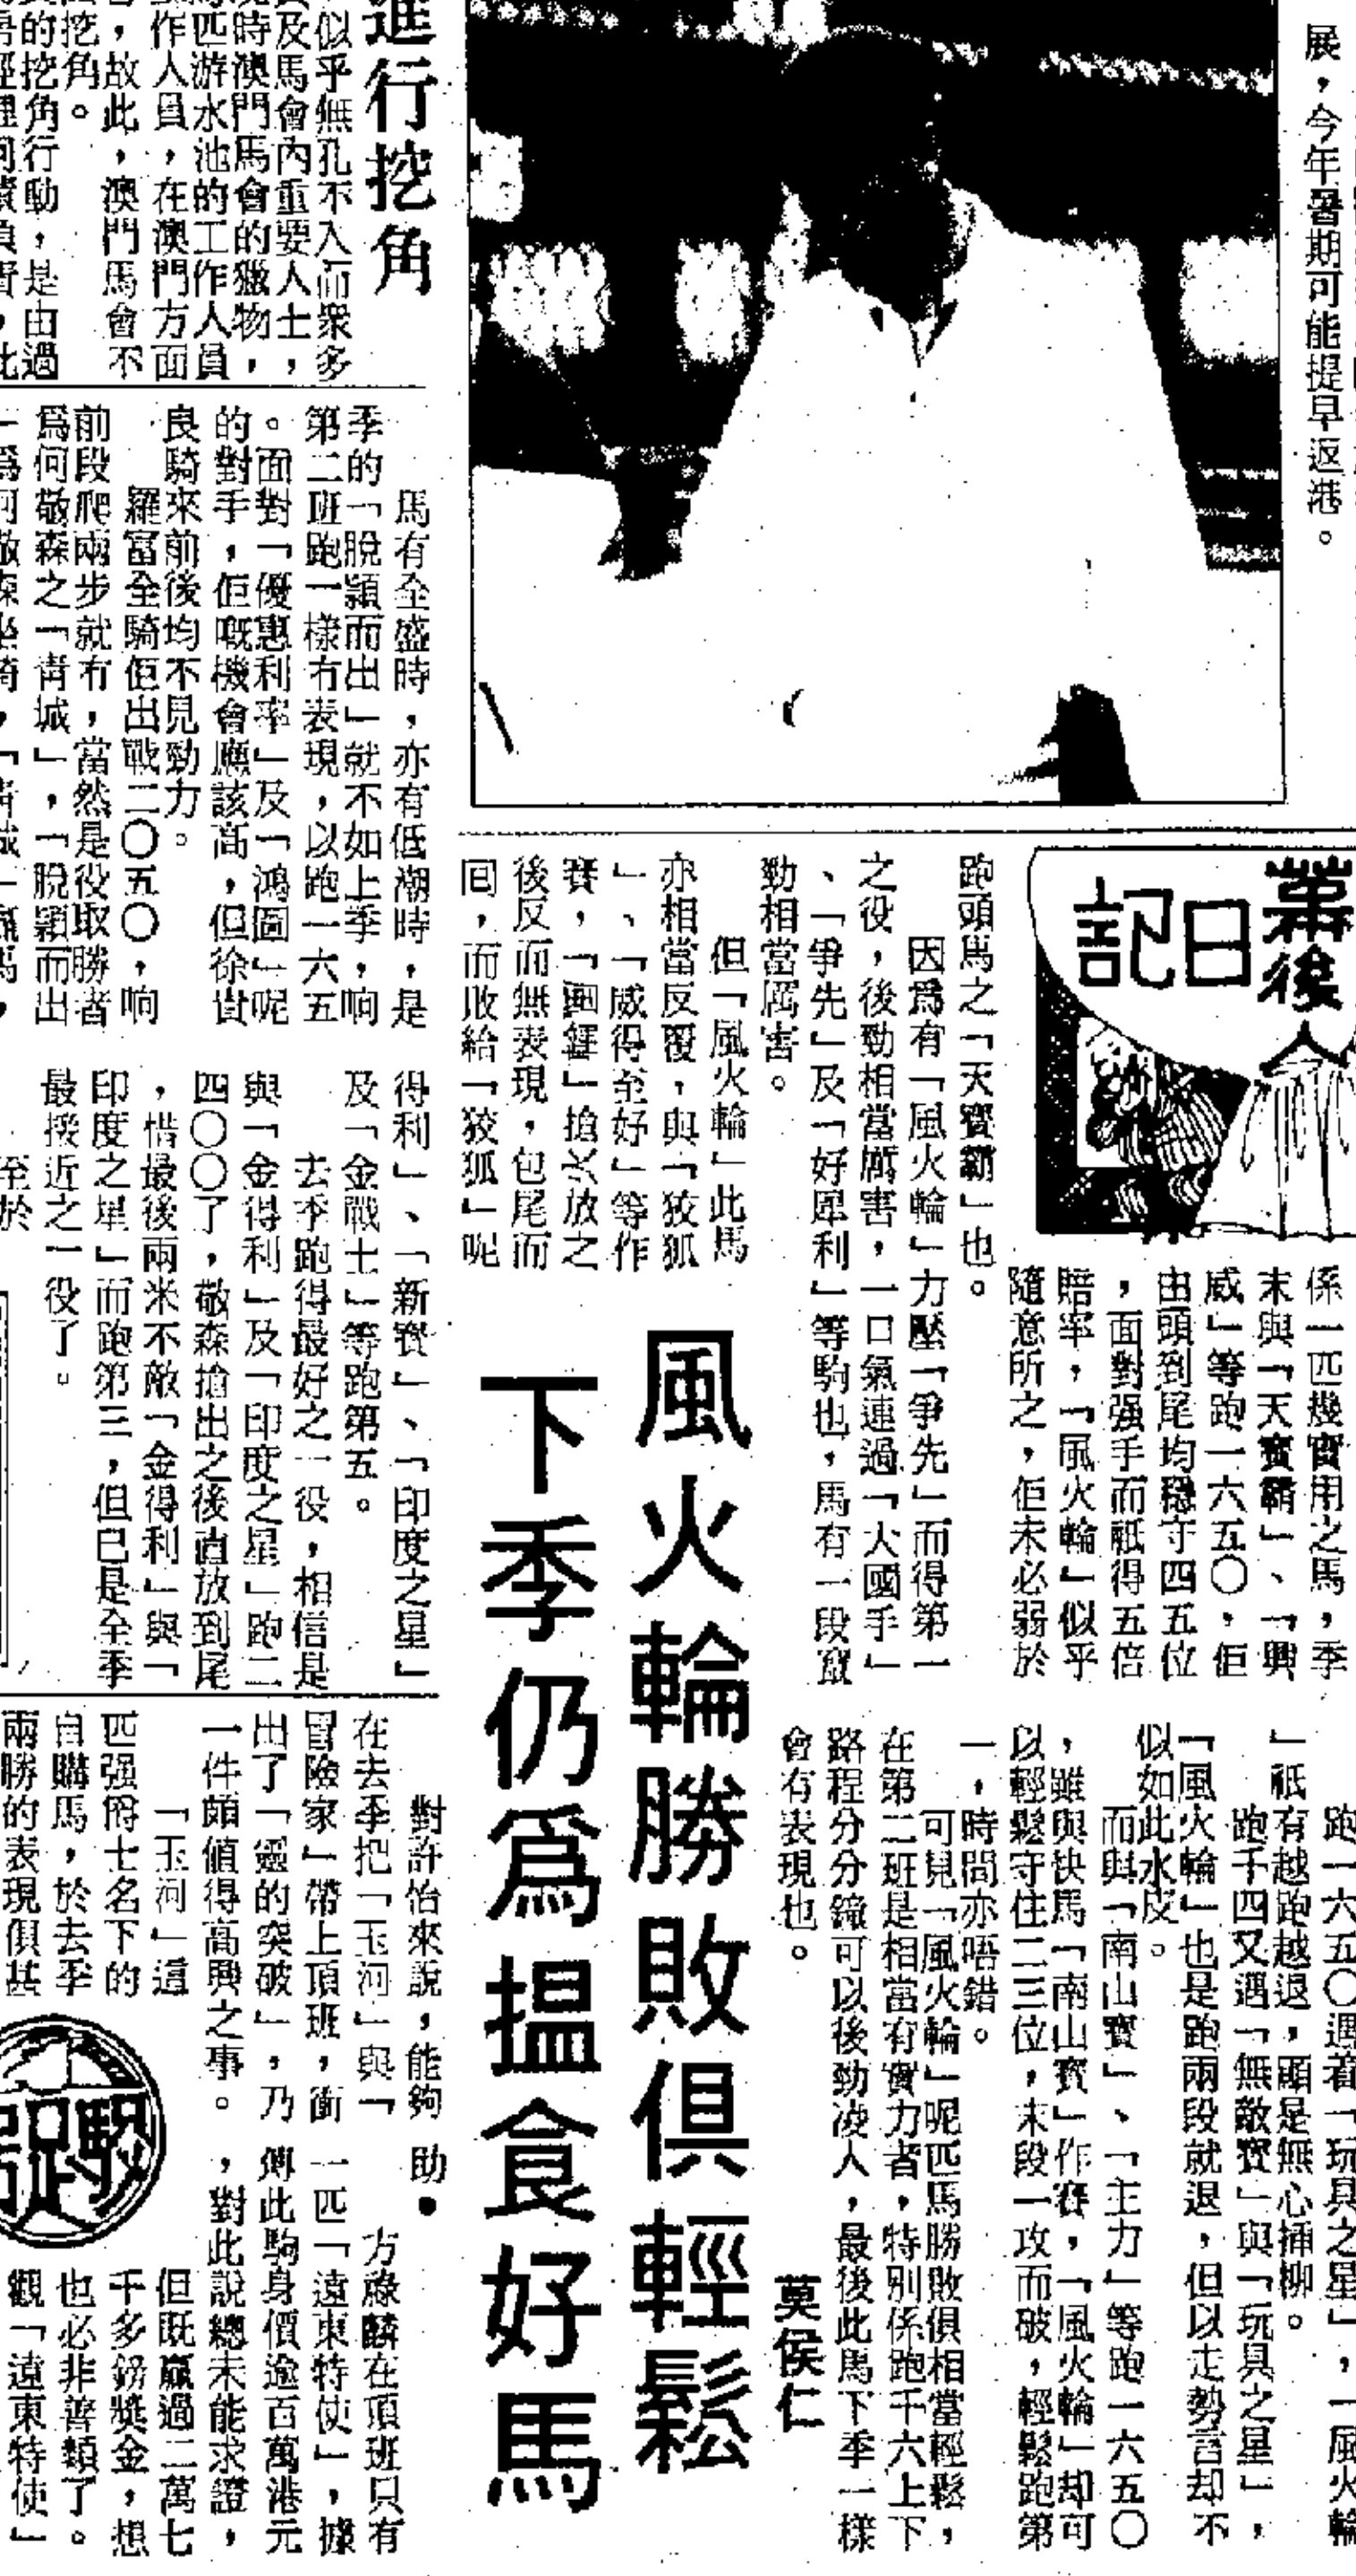 展，今年暑期可能提早返港。
進行挖角
似乎無孔不入而衆多
及馬會內重要人士，
時澳門馬會的獵物，
匹游水池的工作人員
作人員，在澳門方面
，故此，澳門馬會不
挖角。
的挖角行動，是由過
幕後人
日記
係一匹幾實用之馬，季
末與「天寳霸」、「興
威」等跑一六五〇，佢
由頭到尾均穩守四五位
，面對强手而祇得五倍
賠率，「風火輪」似乎
隨意所之，佢未必弱於
跑頭馬之「天寳霸」也。
因爲有「風火輪」力壓「爭先」而得第一
之役，後勁相當厲害，一口氣連過「大國手」
、「爭先」及「好犀利」等駒也，馬有一段寳
勁相當厲害。
但「風火輪」此馬
亦相當反覆，與「狡狐
」、「威得至好」等作
賽，「
」搶欠放之
後反而無表現，包尾而
回，而敗給「狡狐」呢
風火輪勝敗俱輕鬆
下季仍爲搵食好馬
跑一六五〇遇着「玩具之星」，「風火輪
」祇有越跑越退，顯是無心插柳。
跑千四又遇「無敵寳」與「玩具之星」，
「風火輪」也是跑兩段就退，但以走勢言却不
似如此水皮。
而與「南山寳」、「主力」等跑一六五〇
，雖與快馬「南山寳」作賽，「風火輪」却可
以輕鬆守住二三位，末段一攻而破，輕鬆跑第
一，時間亦唔錯。
可見「風火輪」呢匹馬勝敗俱相當輕鬆，
在第二班是相當有實力者，特別係跑千六上下
路程分分鐘可以後勁凌人，最後此馬下季一樣
會有表現也。
莫侯仁
馬有全盛時，亦有低潮時，是
季的「脫穎而出」就不如上季，响
第二班跑一樣冇表現，以跑一六五
。面對「優惠利率」及「鴻圖」呢
的對手，佢嘅機會應該高，但徐
良騎來前後均不見勁力。
羅富全騎佢出戰二〇五〇，响
前段爬兩步就冇，當然是役取勝者
爲何敬森之「青城」，「脫穎而出
得利」、「新寳」、「印度之星」
及「金戰士」等跑第五。
去季跑得最好之一役，相信是
與「金得利」及「印度之星」跑二
四〇〇了，敬森搶出之後直放到尾
，惜最後兩米不敵「金得利」與「
印度之星」而跑第三，但已是全季
最接近之一役了。
至於
對許怡來說，能夠
在去季把「玉河」與「
冒險家」帶上頂班，衝
出了「靈的突破」，乃
一件頗值得高興之事。
「玉河」這
匹强爵士名下的
自購馬，於去季
兩勝的表現俱甚
助●
方祿麟在頂班只有
一匹「遠東特使」，據
傳此駒身價逾百萬港元
，對此說總未能求證，
但既贏過二萬七
千多鎊獎金，想
也必非善類了。
觀「遠東特使」